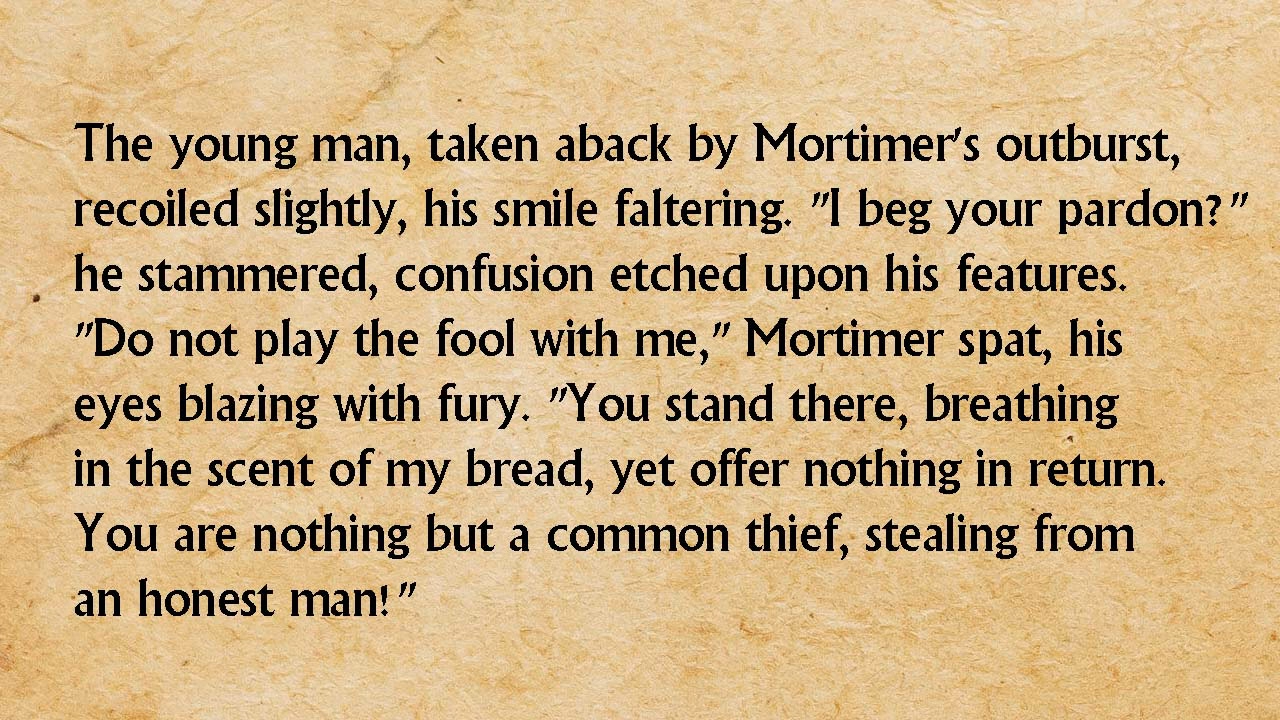 The young man, taken aback by Mortimer's outburst,
recoiled slightly, his smile faltering. "I beg your pardon?"
he stammered, confusion etched upon his features.
"Do not play the fool with me," Mortimer spat, his
eyes blazing with fury. "You stand there, breathing
in the scent of my bread, yet offer nothing in return.
You are nothing but a common thief, stealing from
an honest man!"